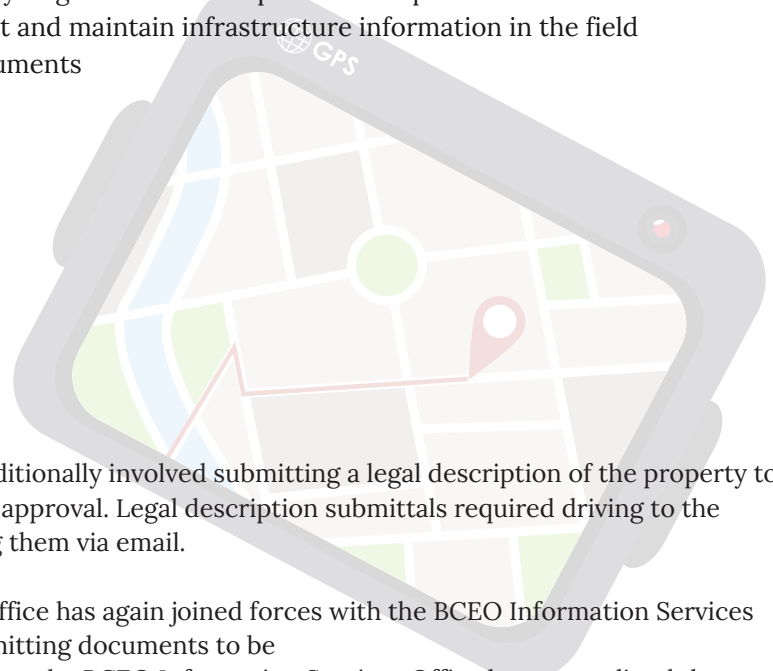 t and maintain infrastructure information in the field
uments
GPS
ditionally involved submitting a legal description of the property to
approval. Legal description submittals required driving to the
g them via email.
ffice has again joined forces with the BCEO Information Services
mitting documents to be